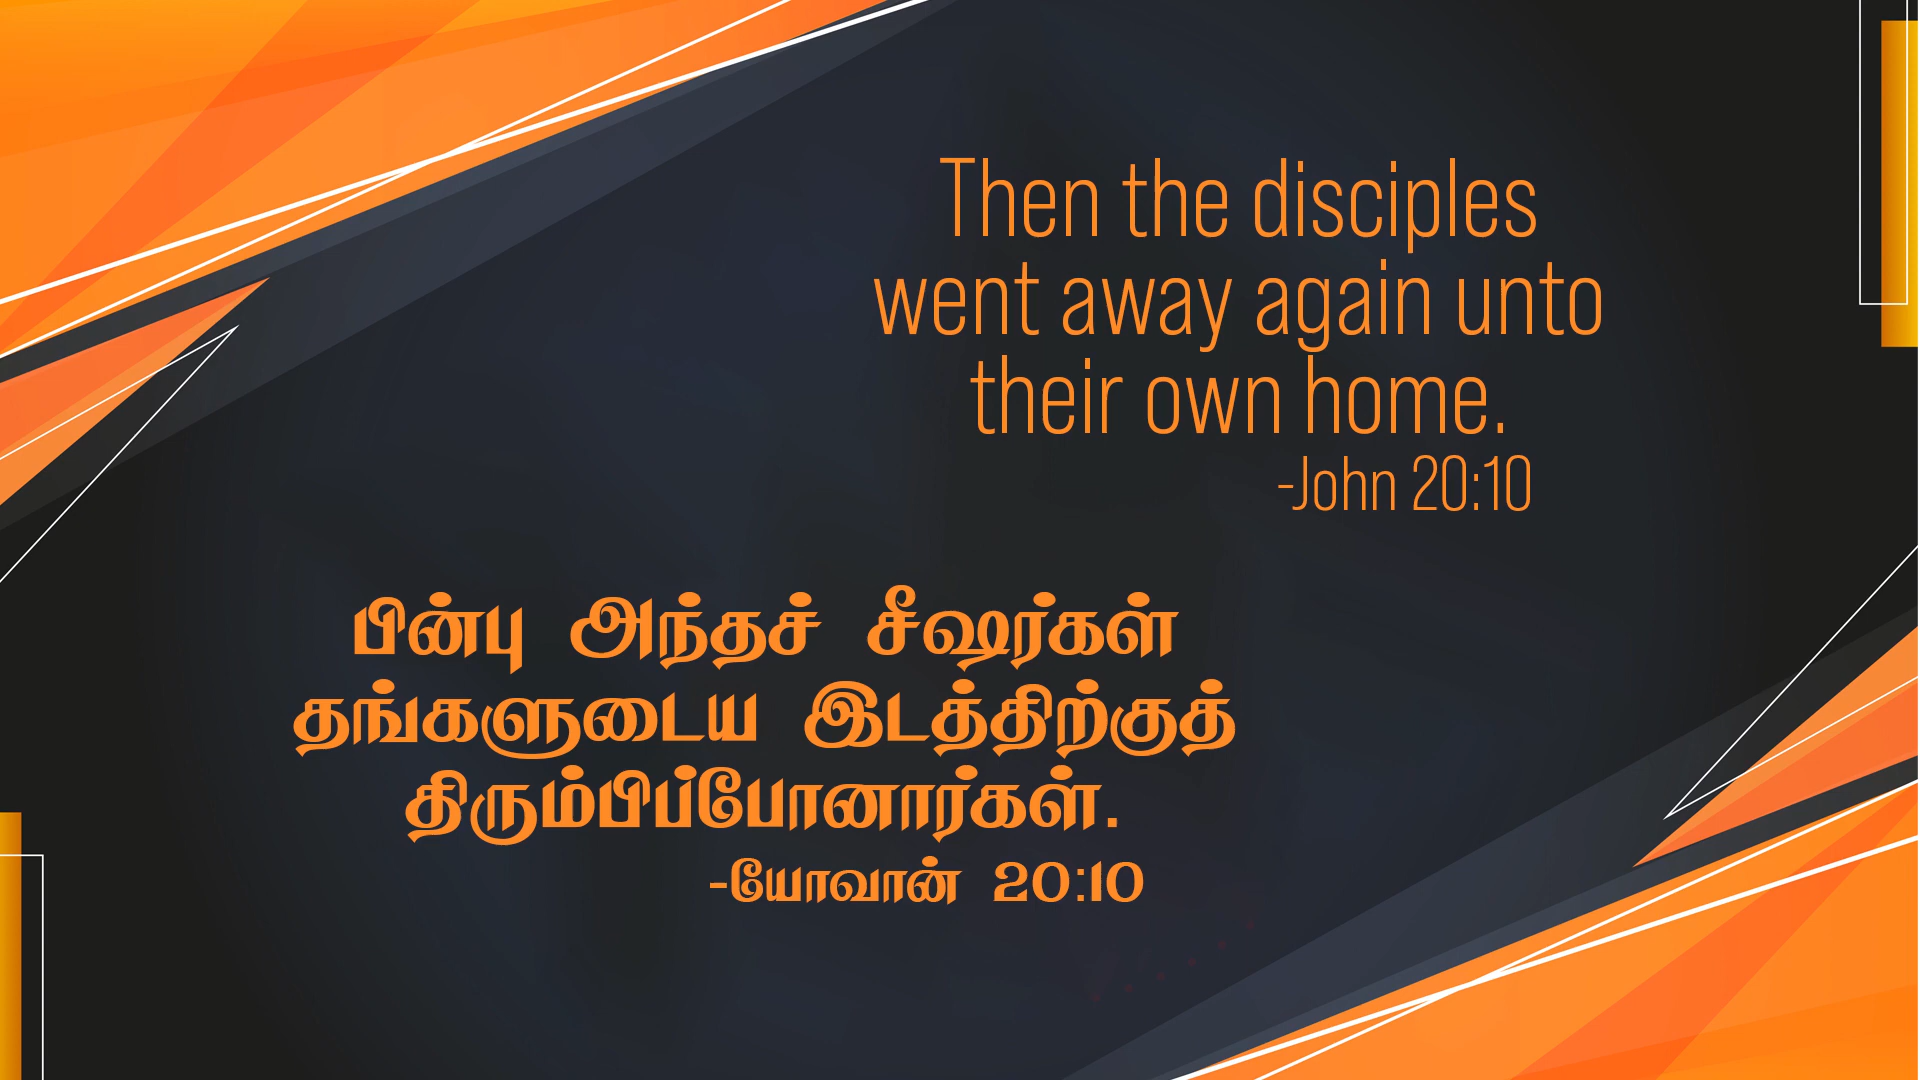 Then the disciples
went away again unto
their own home.
-John 20:10
பின்பு அந்தச் சீஷர்கள்
தங்களுடைய இடத்திற்குத்
திரும்பிப்போனார்கள்.
-யோவான் 20:10